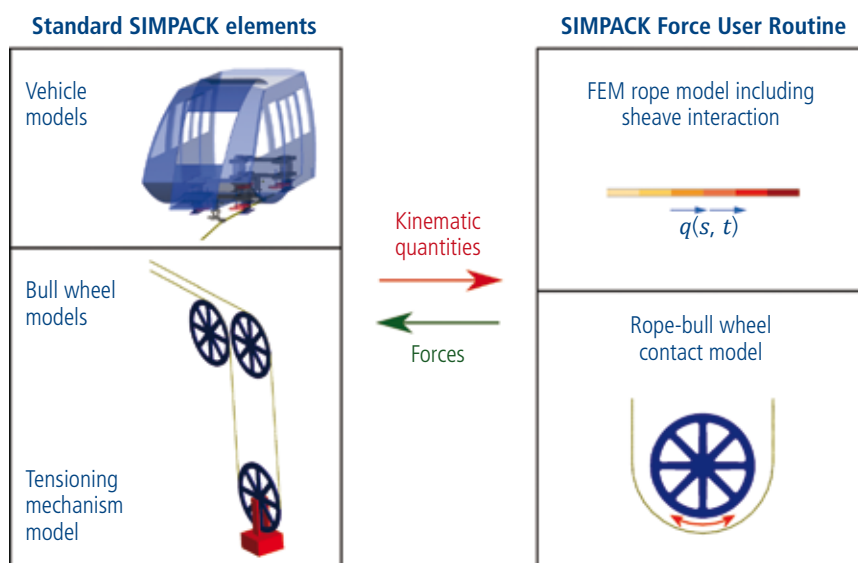 Standard SIMPACK elements
Vehicle
models
Bull wheel
models
Tensioning
mechanism
model
Kinematic
quantities
Forces
SIMPACK Force User Routine
FEM rope model including
sheave interaction
q(s, t)
Rope-bull wheel
contact model